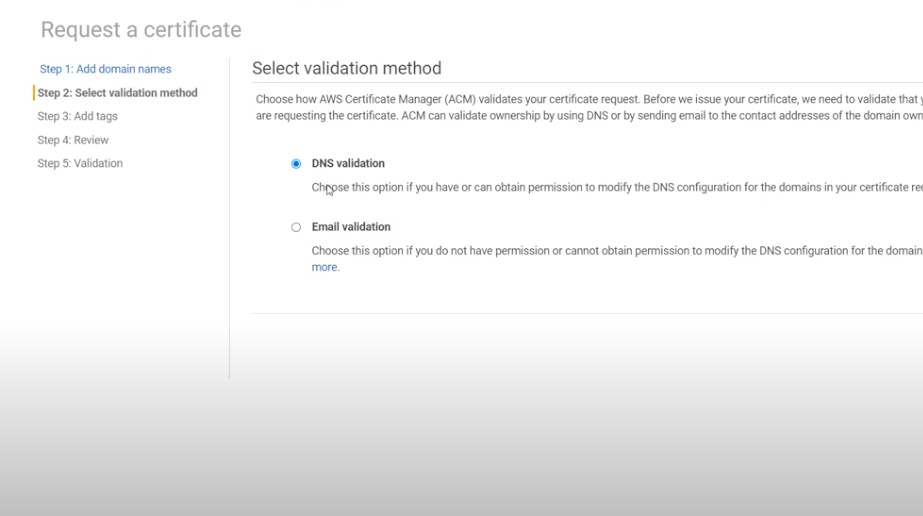 Request a certificate
Step 1: Add domain names
Step 2: Select validation method
Step 3: Add tags
Step 4: Review
Step 5: Validation
Select validation method
Choose how AWS Certificate Manager (ACM) validates your certificate request. Before we issue your certificate, we need to validate that
are requesting the certificate. ACM can validate ownership by using DNS or by sending email to the contact addresses of the domain
DNS validation
Choose this option if you have or can obtain permission to modify the DNS configuration for the domains in your certificate
Email validation
Choose this option if you do not have permission or cannot obtain permission to modify the DNS configuration for the domain
more.